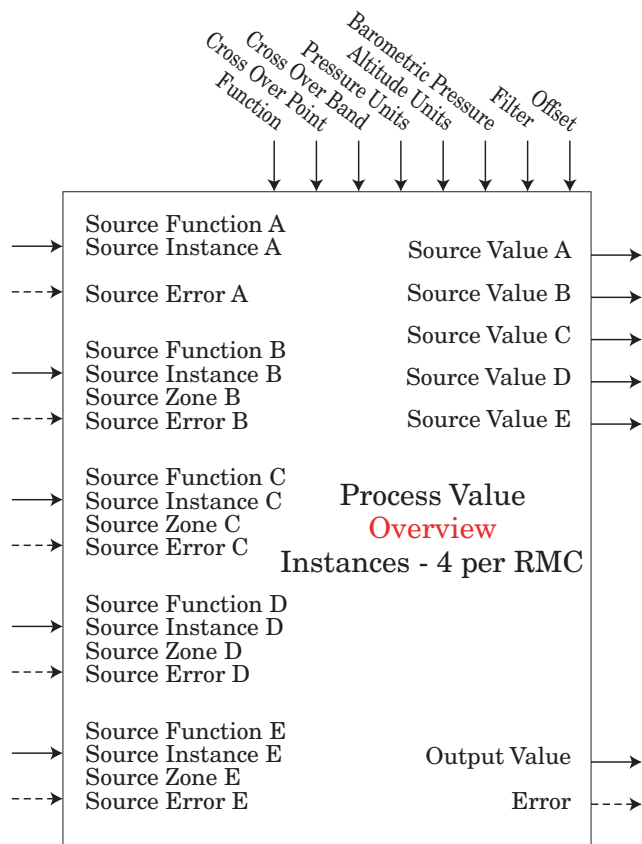 Function
Cross Over Point
Cross Over Band
Pressure Units
Altitude Units
Barometric Pressure
Filter
Offset
Source Function A
Source Instance A
Source Error A
Source Function B
Source Instance B
Source Zone B
Source Error B
Source Function C
Source Instance C
Source Zone C
Source Error C
Source Function D
Source Instance D
Source Zone D
Source Error D
Source Function E
Source Instance E
Source Zone E
Source Error E
Source Value A
Source Value B
Source Value C
Source Value D
Source Value E
Process Value
Overview
Instances - 4 per RMC
Output Value
Error